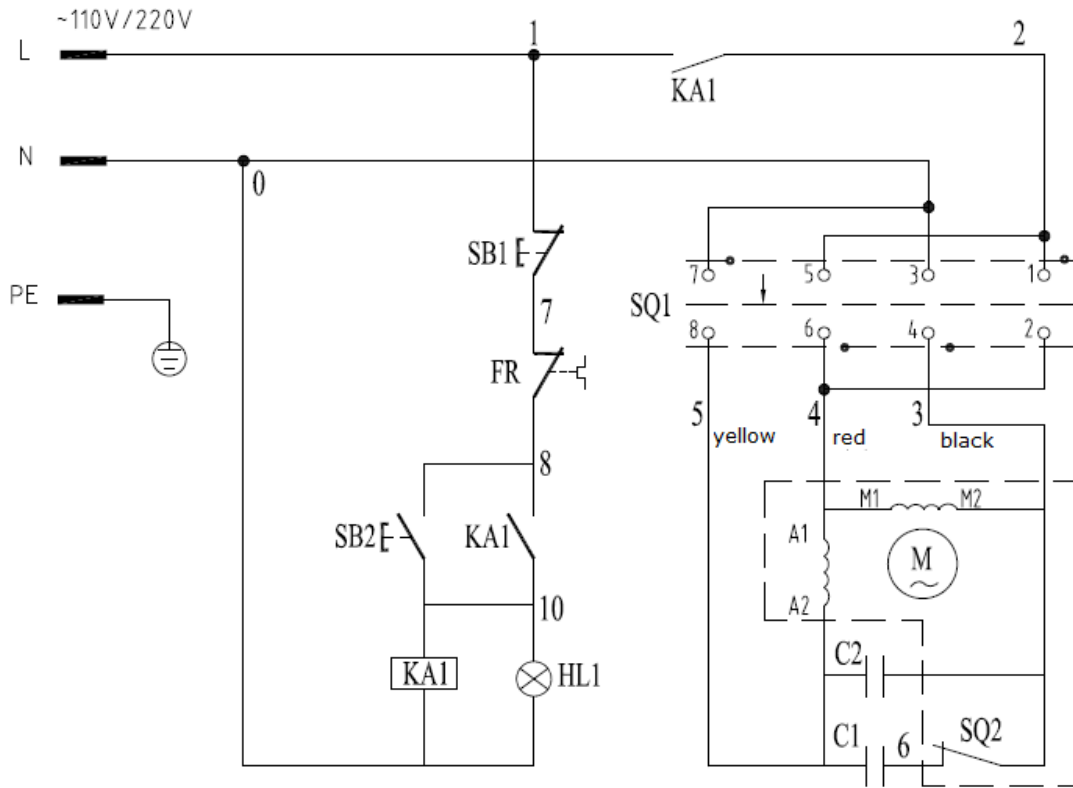 ~110V/220V
L 1 2
KA1
N
0
SB1 7 5 3 1
PE 7 SQ1
8 6 4 2
FR
5 4 3
yellow red black
8
M1 M2
SB2 KA1 A1
M
~
A2
10
C2
KA1 HL1
C1 6 SQ2